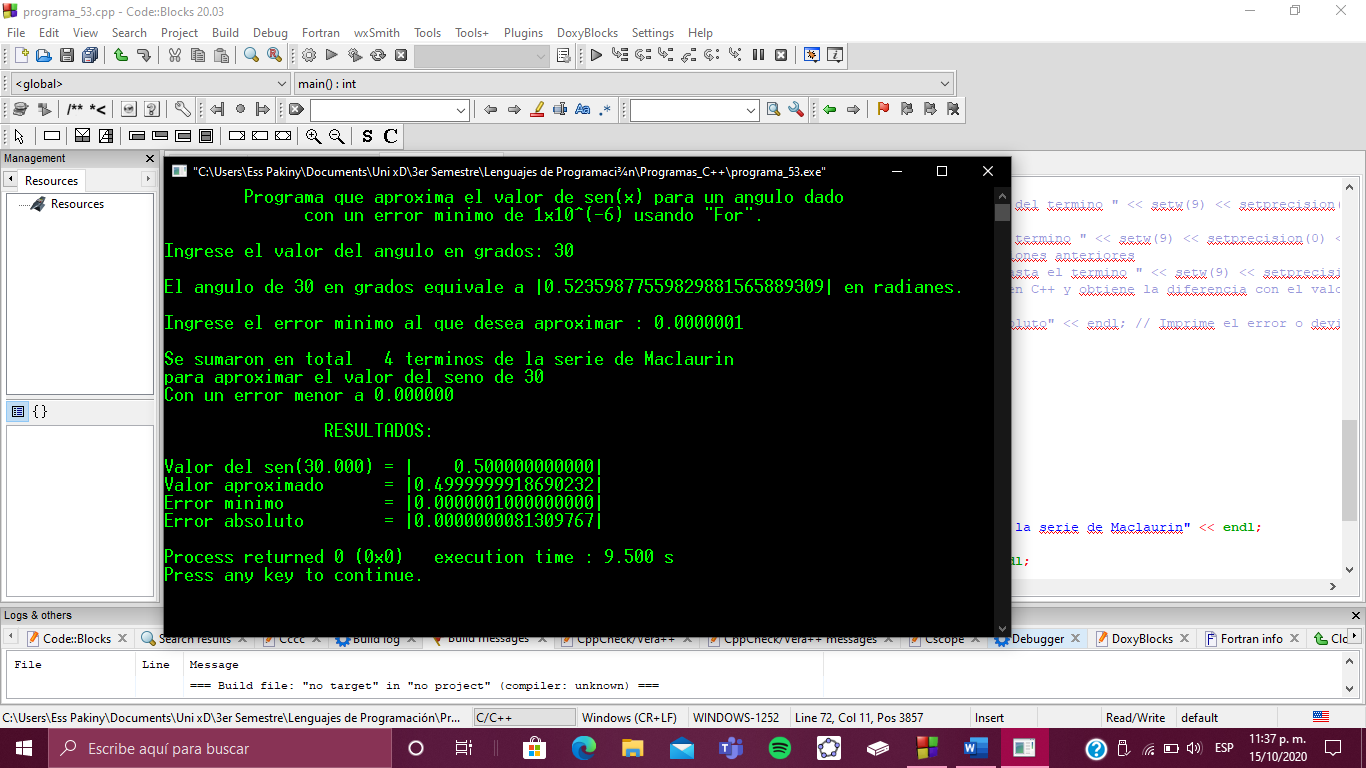 programa_53.cpp - Code::Blocks 20.03
File Edit View Search Project Build Debug Fortran wxSmith Tools Tools+ Plugins DoxyBlocks Settings Help
<global> main() : int
/** *<
Aa .*
S C
Management
Resources
Resources
{}
"C:\Users\Ess Pakiny\Documents\Uni xD\3er Semestre\Lenguajes de Programaci¾n\Programas_C++\programa_53.exe"
Programa que aproxima el valor de sen(x) para un angulo dado
con un error minimo de 1x10^(-6) usando "For".
Ingrese el valor del angulo en grados: 30
El angulo de 30 en grados equivale a |0.52359877559829881565889309| en radianes.
Ingrese el error minimo al que desea aproximar : 0.0000001
Se sumaron en total   4 terminos de la serie de Maclaurin
para aproximar el valor del seno de 30
Con un error menor a 0.000000
RESULTADOS:
Valor del sen(30.000) = |    0.500000000000|
Valor aproximado      = |0.4999999918690232|
Error minimo          = |0.0000001000000000|
Error absoluto        = |0.0000000081309767|
Process returned 0 (0x0)   execution time : 9.500 s
Press any key to continue.
del termino " << setw(9) << setprecision(
termino " << setw(9) << setprecision(0) <
ones anteriores
asta el termino " << setw(9) << setprecisi
en C++ y obtiene la diferencia con el valo
oluto" << endl; // Imprime el error o devi
la serie de Maclaurin" << endl;
dl;
Logs & others
Code::Blocks Search results Cccc Build log Build messages CppCheck/Vera++ CppCheck/Vera++ messages Cscope Debugger DoxyBlocks Fortran info Clo
File Line Message
=== Build file: "no target" in "no project" (compiler: unknown) ===
C:\Users\Ess Pakiny\Documents\Uni xD\3er Semestre\Lenguajes de Programación\Pr... C/C++ Windows (CR+LF) WINDOWS-1252 Line 72, Col 11, Pos 3857 Insert Read/Write default
Escribe aquí para buscar
ESP
11:37 p. m.
15/10/2020